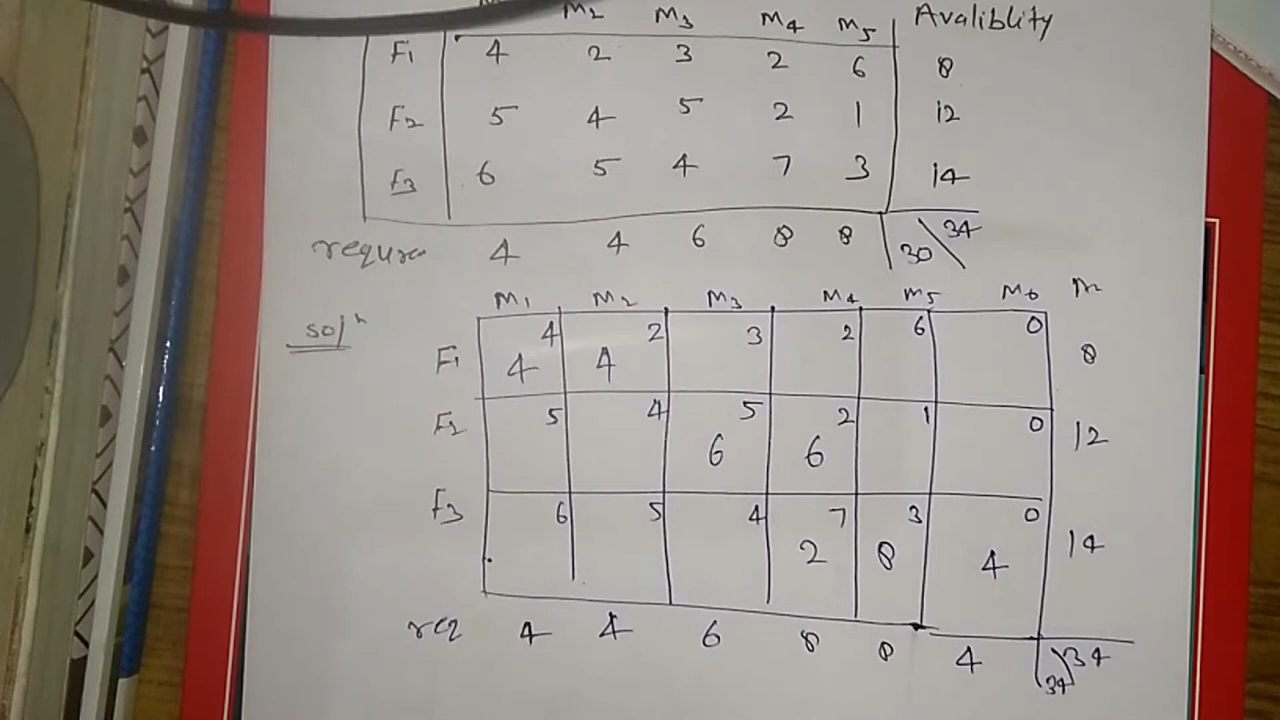 M2 M3 M4 M5 Avaliblity
F1 4 2 3 2 6 8
F2 5 4 5 2 1 12
F3 6 5 4 7 3 14
4 4 6 8 8 30 34
M1 M2 M3 M4 M5 M6
soln
4 2 3 2 6 0
F1 4 4 8
5 4 5 2 1 0
F2 6 6 12
F3 6 5 4 7 3 0
2 8 4 14
req 4 4 6 8 8 4 34 34